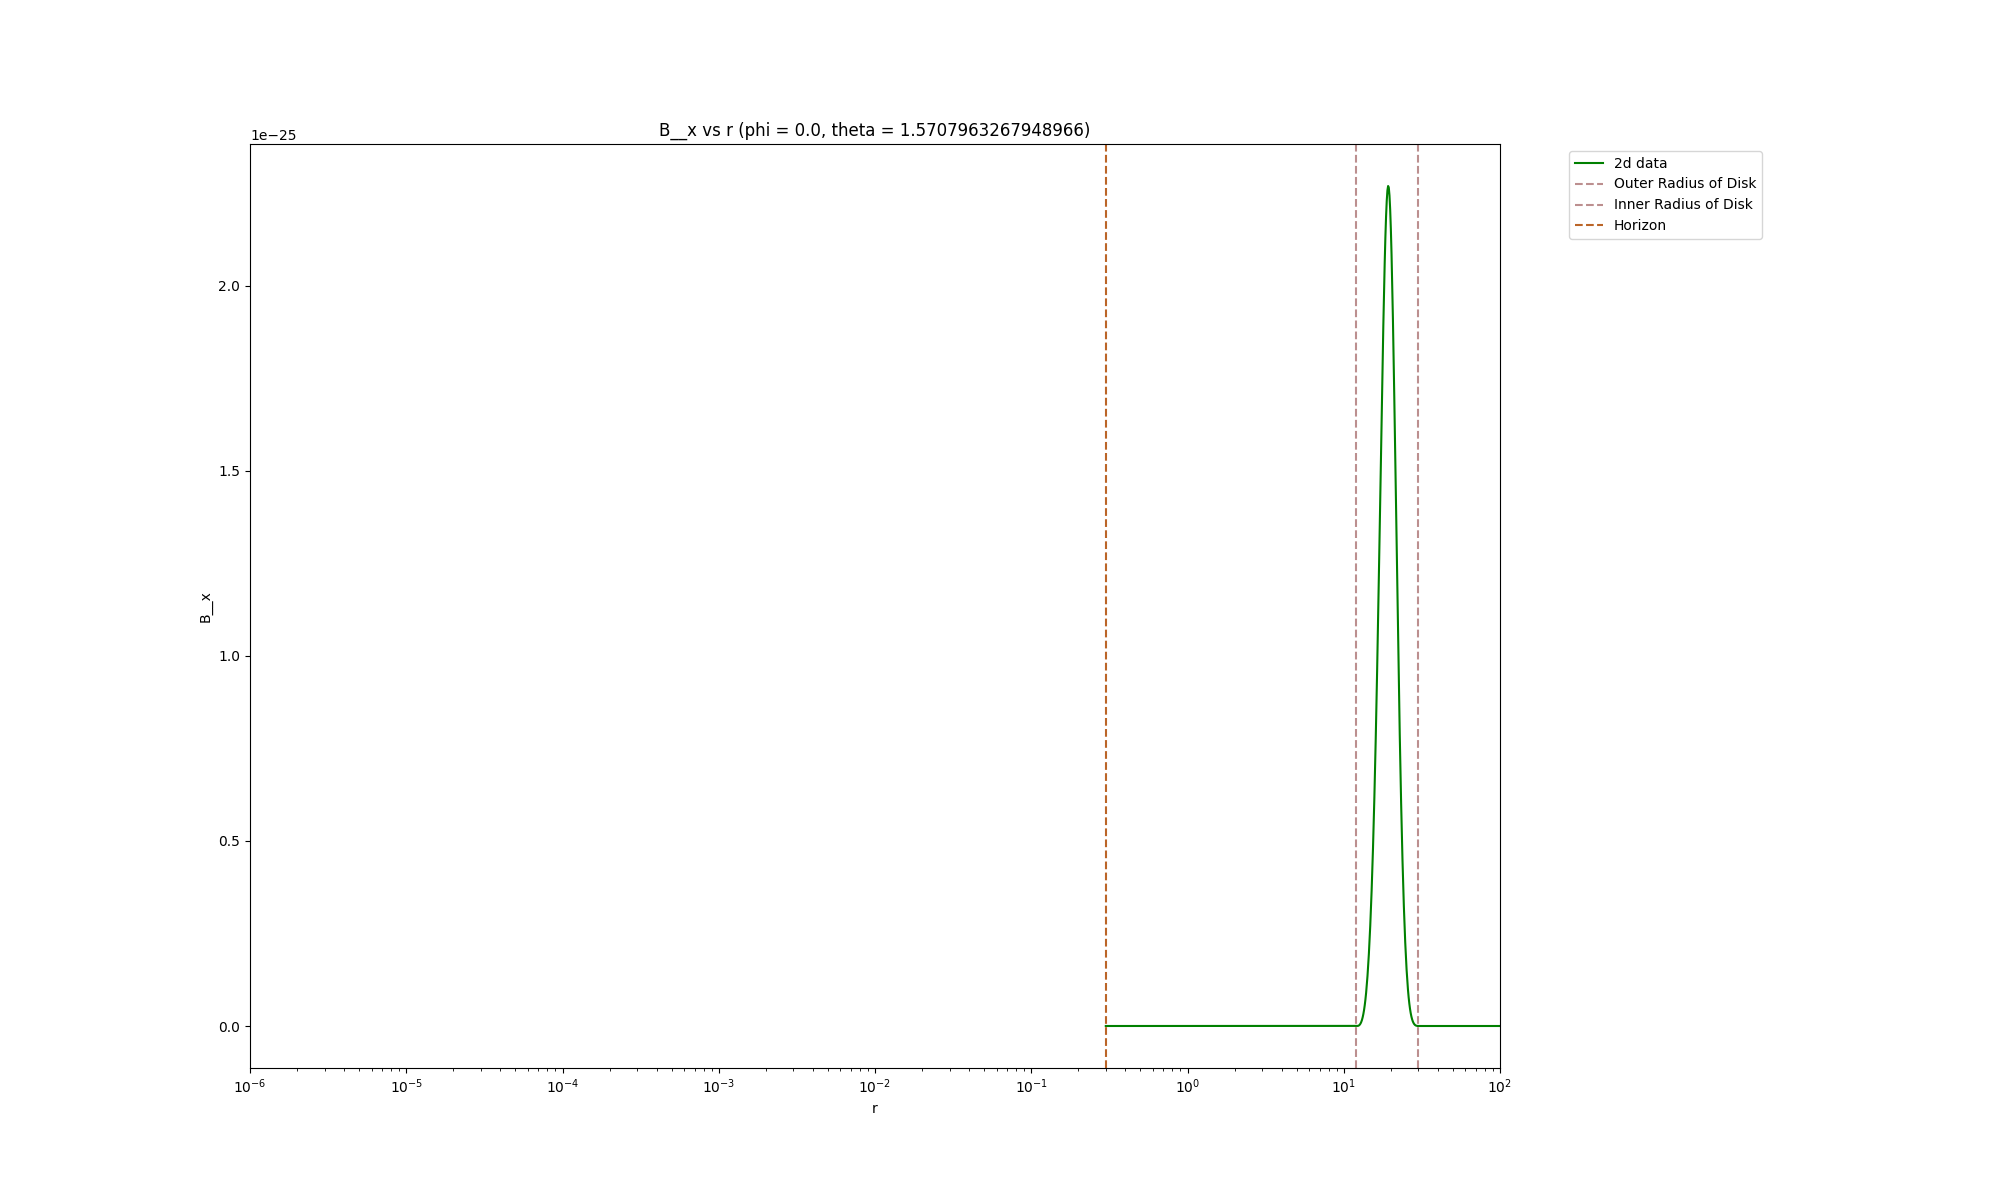 B__x vs r (phi = 0.0, theta = 1.5707963267948966)
1e−25
2.0
1.5
1.0
0.5
0.0
B__x
10⁻⁶ 10⁻⁵ 10⁻⁴ 10⁻³ 10⁻² 10⁻¹ 10⁰ 10¹ 10²
r
2d data
Outer Radius of Disk
Inner Radius of Disk
Horizon